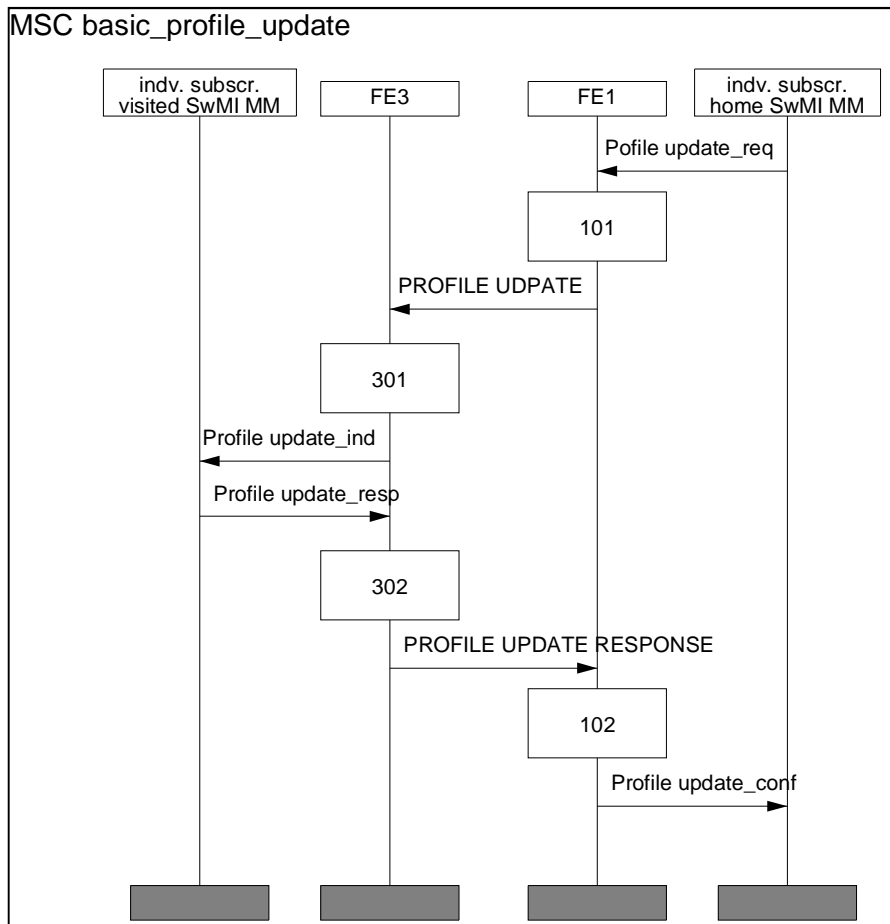 MSC basic_profile_update
indv. subscr.
visited SwMI MM
FE3
FE1
indv. subscr.
home SwMI MM
Pofile update_req
101
PROFILE UDPATE
301
Profile update_ind
Profile update_resp
302
PROFILE UPDATE RESPONSE
102
Profile update_conf